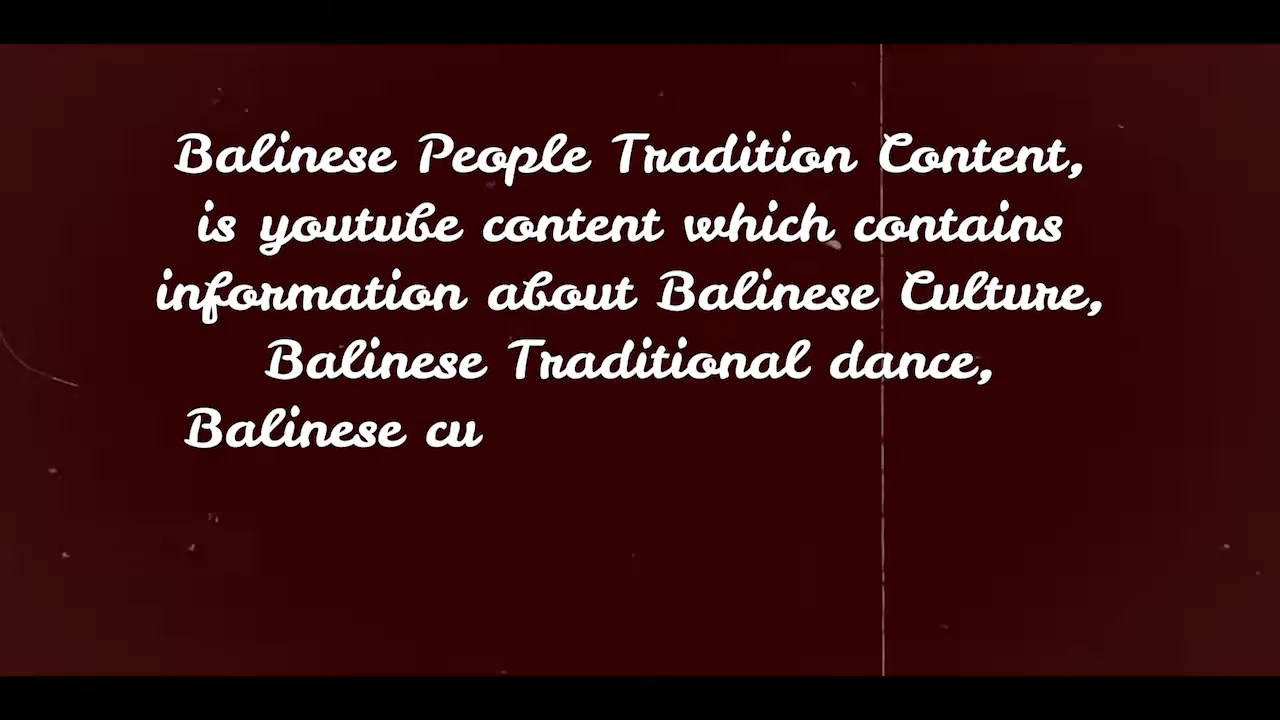 Balinese People Tradition Content,
is youtube content which contains
information about Balinese Culture,
Balinese Traditional dance,
Balinese cu